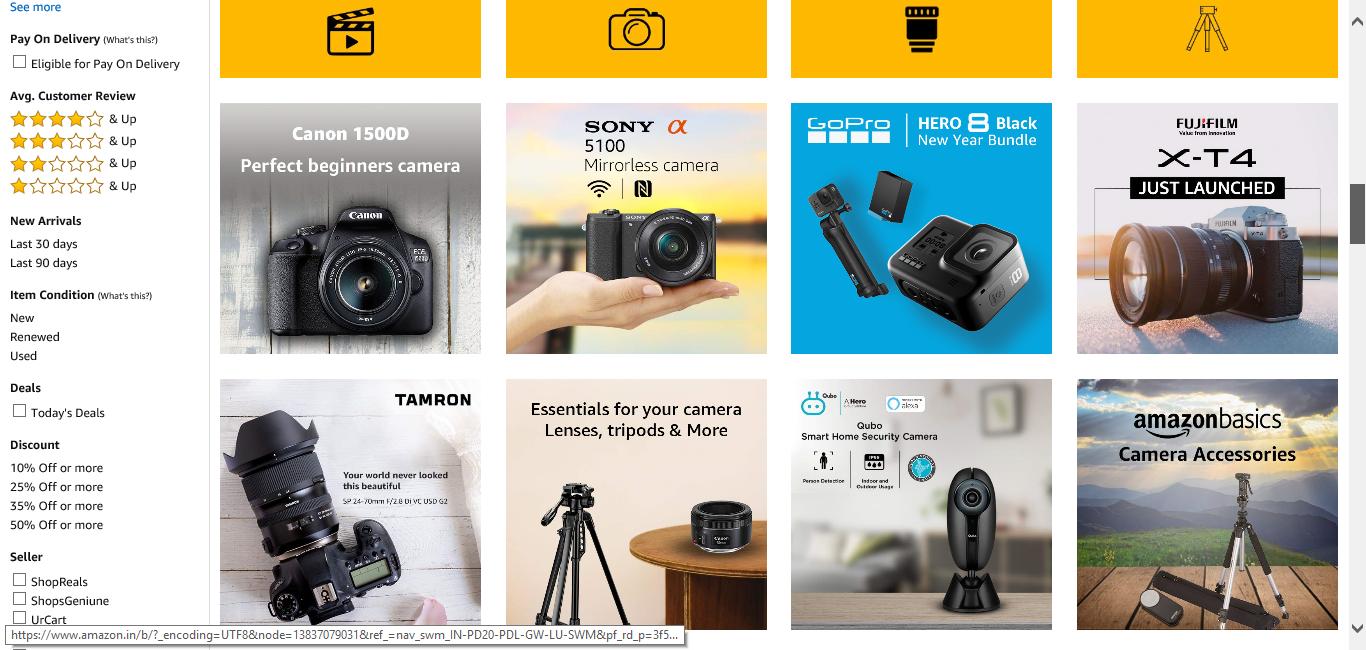 See more
Pay On Delivery (What's this?)
Eligible for Pay On Delivery
Avg. Customer Review
& Up
& Up
& Up
& Up
New Arrivals
Last 30 days
Last 90 days
Item Condition (What's this?)
New
Renewed
Used
Deals
Today's Deals
Discount
10% Off or more
25% Off or more
35% Off or more
50% Off or more
Seller
ShopReals
ShopsGeniune
UrCart
Canon 1500D
Perfect beginners camera
Canon
EOS
SONY α
5100
Mirrorless camera
SONY
GoPro HERO 8 Black
New Year Bundle
FUJIFILM
Value from Innovation
X-T4
JUST LAUNCHED
FUJIFILM
X-T4
TAMRON
Your world never looked
this beautiful
SP 24-70mm F/2.8 Di VC USD G2
Essentials for your camera
Lenses, tripods & More
Canon
Qubo A Hero
alexa
Qubo
Smart Home Security Camera
Person Detection
Indoor and
Outdoor Usage
Qubo
amazonbasics
Camera Accessories
https://www.amazon.in/b/?_encoding=UTF8&node=13837079031&ref_=nav_swm_IN-PD20-PDL-GW-LU-SWM&pf_rd_p=3f5...